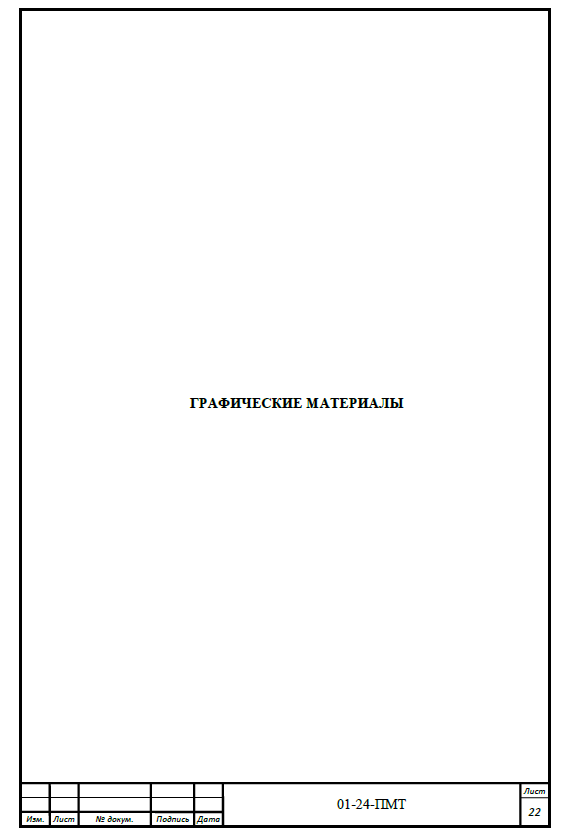 ГРАФИЧЕСКИЕ МАТЕРИАЛЫ
Лист
01-24-ПМТ
22
Изм. Лист № докум. Подпись Дата